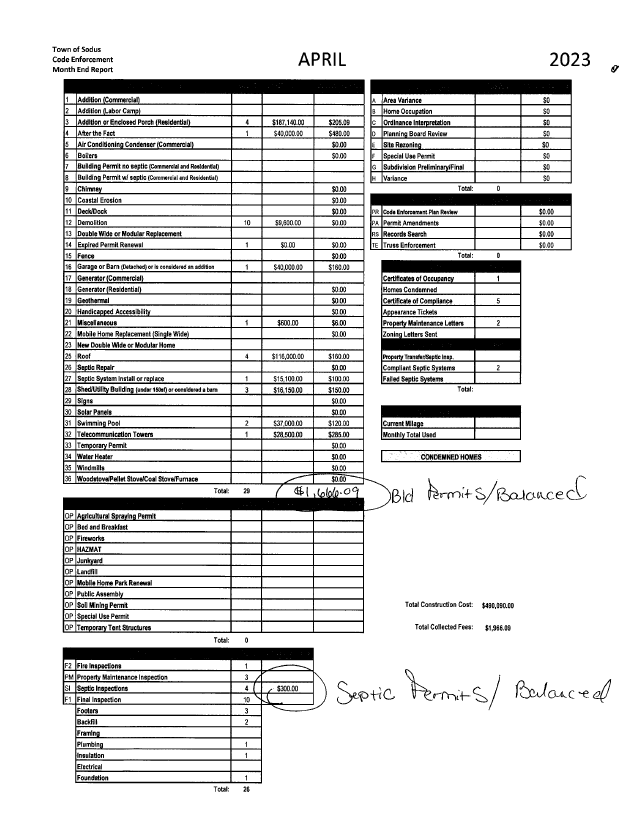 Town of Sodus
Code Enforcement
Month End Report
APRIL
2023
1 Addition (Commercial)
2 Addition (Labor Camp)
3 Addition or Enclosed Porch (Residential) 4 $187,140.00 $205.09
4 After the Fact 1 $40,000.00 $480.00
5 Air Conditioning Condenser (Commercial) $0.00
6 Boilers $0.00
7 Building Permit no septic (Commercial and Residential)
8 Building Permit w/ septic (Commercial and Residential)
9 Chimney $0.00
10 Coastal Erosion $0.00
11 Deck/Dock $0.00
12 Demolition 10 $9,600.00 $0.00
13 Double Wide or Modular Replacement
14 Expired Permit Renewal 1 $0.00 $0.00
15 Fence $0.00
16 Garage or Barn (Detached) or is considered an addition 1 $40,000.00 $160.00
17 Generator (Commercial)
18 Generator (Residential) $0.00
19 Geothermal $0.00
20 Handicapped Accessibility $0.00
21 Miscellaneous 1 $600.00 $6.00
22 Mobile Home Replacement (Single Wide) $0.00
23 New Double Wide or Modular Home
25 Roof 4 $116,000.00 $160.00
26 Septic Repair $0.00
27 Septic System Install or replace 1 $15,100.00 $100.00
28 Shed/Utility Building (under 150sf) or considered a barn 3 $16,150.00 $150.00
29 Signs $0.00
30 Solar Panels $0.00
31 Swimming Pool 2 $37,000.00 $120.00
32 Telecommunication Towers 1 $28,500.00 $285.00
33 Temporary Permit $0.00
34 Water Heater $0.00
35 Windmills $0.00
36 Woodstove/Pellet Stove/Coal Stove/Furnace $0.00
Total: 29 $1,666.09 Bld Permits/Balanced
OP Agricultural Spraying Permit
OP Bed and Breakfast
OP Fireworks
OP HAZMAT
OP Junkyard
OP Landfill
OP Mobile Home Park Renewal
OP Public Assembly
OP Soil Mining Permit
OP Special Use Permit
OP Temporary Tent Structures
Total: 0
F2 Fire Inspections 1
PM Property Maintenance Inspection 3
SI Septic Inspections 4 $300.00 Septic Permits/Balanced
F1 Final Inspection 10
Footers 3
Backfill 2
Framing
Plumbing 1
Insulation 1
Electrical
Foundation 1
Total: 26
A Area Variance $0
B Home Occupation $0
C Ordinance Interpretation $0
D Planning Board Review $0
E Site Rezoning $0
F Special Use Permit $0
G Subdivision Preliminary/Final $0
H Variance $0
Total: 0
PR Code Enforcement Plan Review $0.00
PA Permit Amendments $0.00
RS Records Search $0.00
TE Truss Enforcement $0.00
Total: 0
Certificates of Occupancy 1
Homes Condemned
Certificate of Compliance 5
Appearance Tickets
Property Maintenance Letters 2
Zoning Letters Sent
Property Transfer/Septic Insp.
Compliant Septic Systems 2
Failed Septic Systems
Total:
Current Milage
Monthly Total Used
CONDEMNED HOMES
Total Construction Cost: $490,090.00
Total Collected Fees: $1,966.09